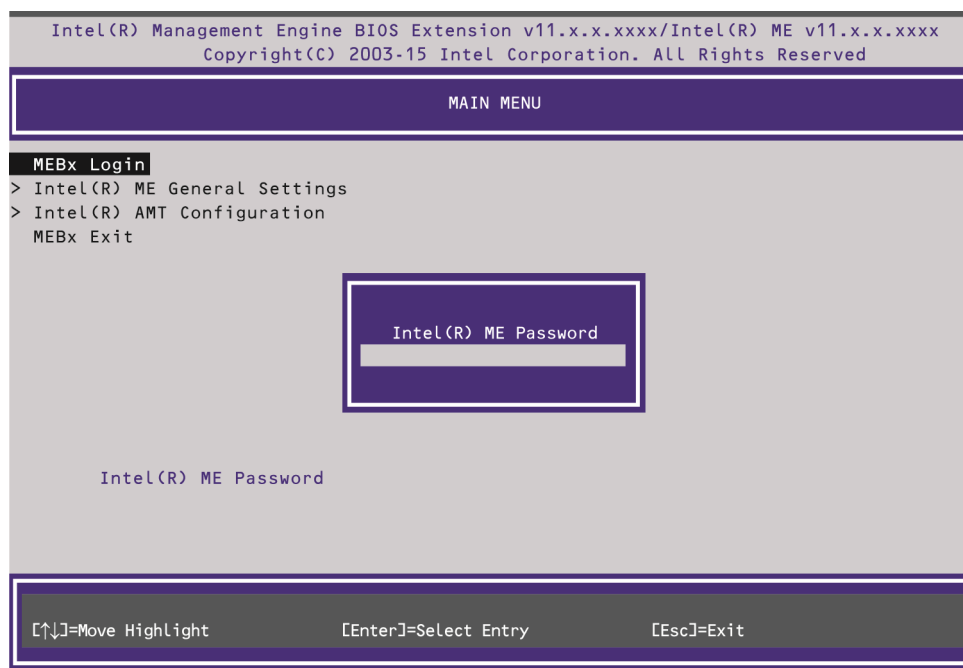 Intel(R) Management Engine BIOS Extension v11.x.x.xxxx/Intel(R) ME v11.x.x.xxxx
Copyright(C) 2003-15 Intel Corporation. All Rights Reserved
MAIN MENU
MEBx Login
> Intel(R) ME General Settings
> Intel(R) AMT Configuration
MEBx Exit
Intel(R) ME Password
Intel(R) ME Password
[↑↓]=Move Highlight [Enter]=Select Entry [Esc]=Exit